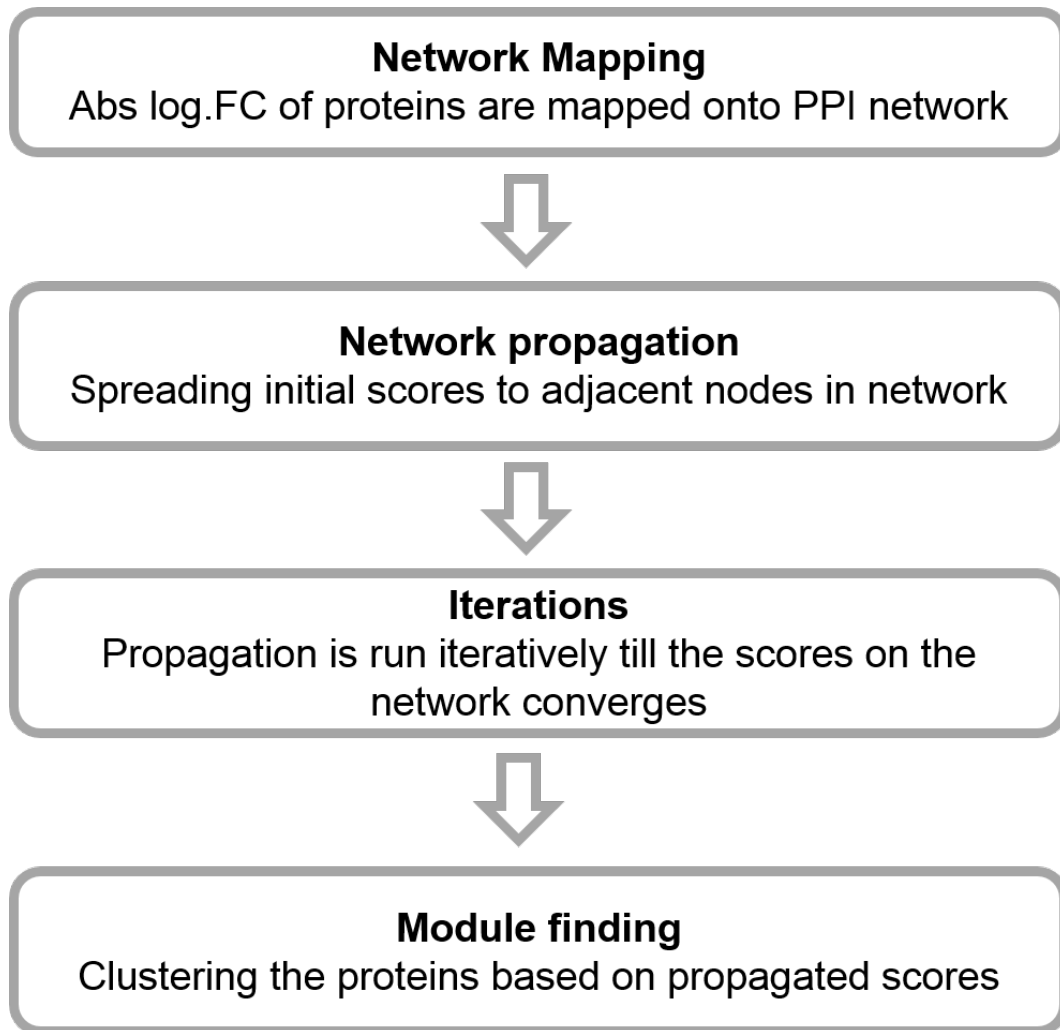 Network Mapping
Abs log.FC of proteins are mapped onto PPI network
Network propagation
Spreading initial scores to adjacent nodes in network
Iterations
Propagation is run iteratively till the scores on the
network converges
Module finding
Clustering the proteins based on propagated scores